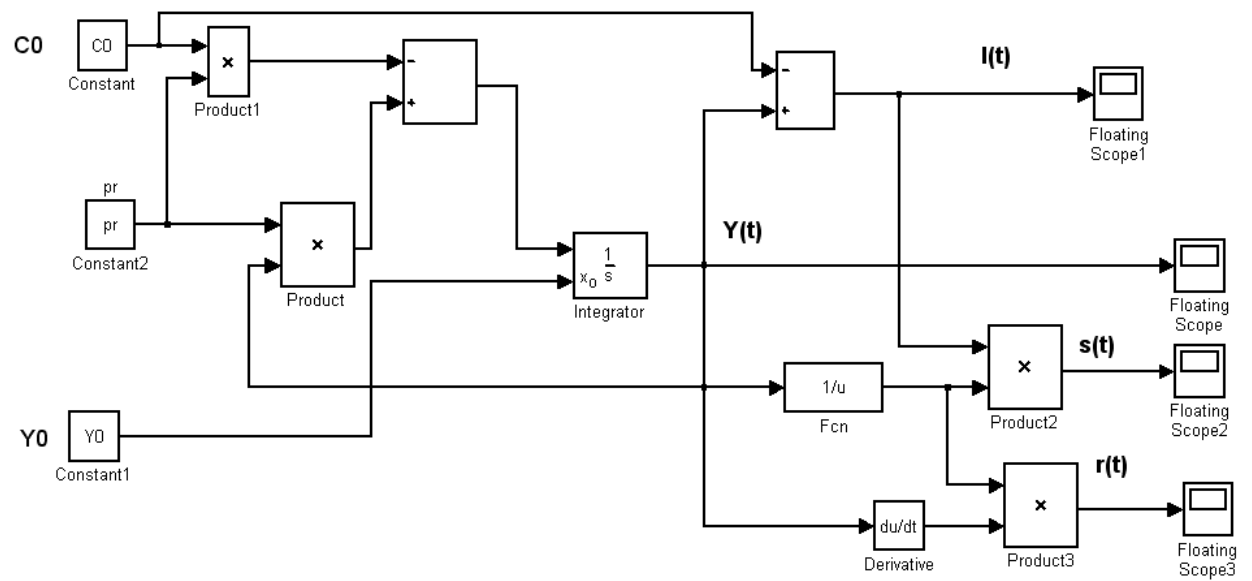 C0
C0
Constant
×
Product1
-
+
-
+
I(t)
Floating
Scope1
pr
pr
Constant2
×
Product
x₀
1
s
Integrator
Y(t)
Floating
Scope
1/u
Fcn
×
Product2
s(t)
Floating
Scope2
Y0
Y0
Constant1
du/dt
Derivative
×
Product3
r(t)
Floating
Scope3